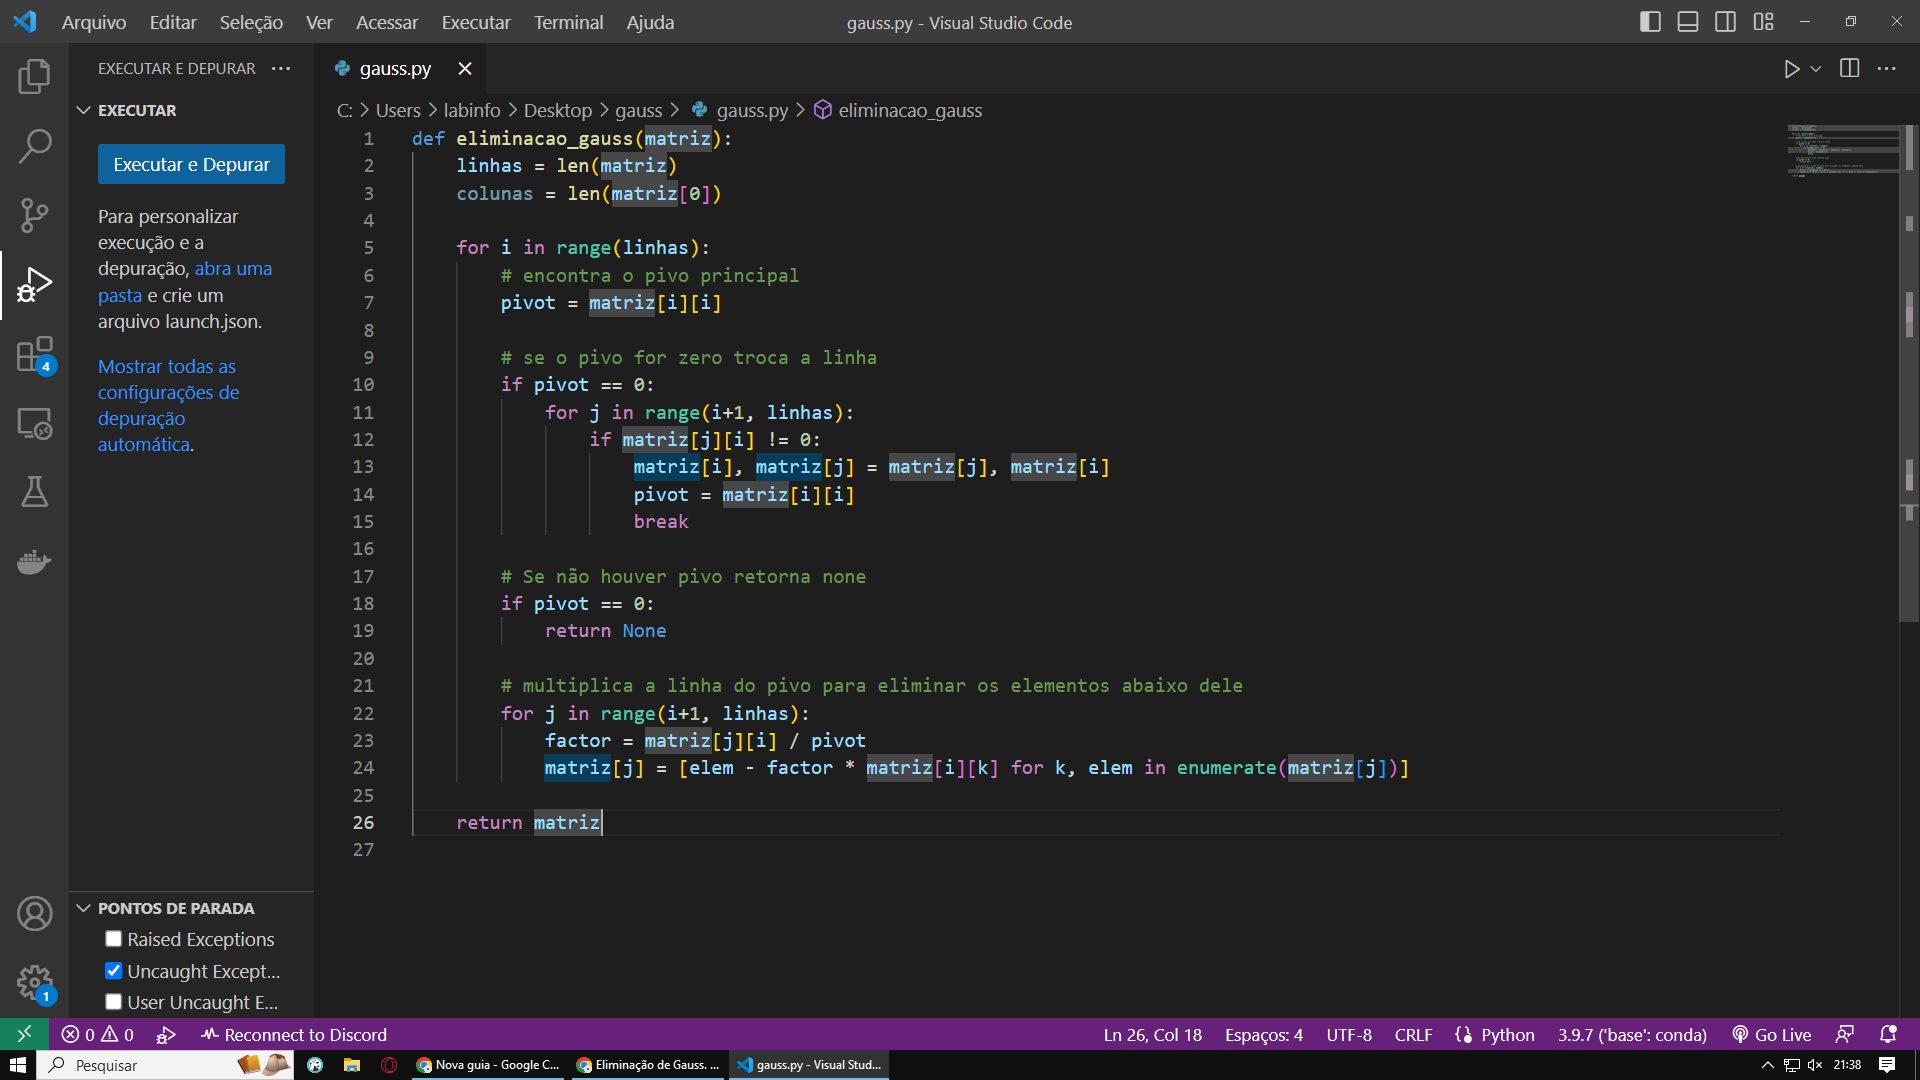 Arquivo Editar Seleção Ver Acessar Executar Terminal Ajuda
gauss.py - Visual Studio Code
EXECUTAR E DEPURAR ...
gauss.py
EXECUTAR
C: > Users > labinfo > Desktop > gauss > gauss.py > eliminacao_gauss
Executar e Depurar
Para personalizar
execução e a
depuração, abra uma
pasta e crie um
arquivo launch.json.
Mostrar todas as
configurações de
depuração
automática.
4
1 def eliminacao_gauss(matriz):
2     linhas = len(matriz)
3     colunas = len(matriz[0])
4
5     for i in range(linhas):
6         # encontra o pivo principal
7         pivot = matriz[i][i]
8
9         # se o pivo for zero troca a linha
10         if pivot == 0:
11             for j in range(i+1, linhas):
12                 if matriz[j][i] != 0:
13                     matriz[i], matriz[j] = matriz[j], matriz[i]
14                     pivot = matriz[i][i]
15                     break
16
17         # Se não houver pivo retorna none
18         if pivot == 0:
19             return None
20
21         # multiplica a linha do pivo para eliminar os elementos abaixo dele
22         for j in range(i+1, linhas):
23             factor = matriz[j][i] / pivot
24             matriz[j] = [elem - factor * matriz[i][k] for k, elem in enumerate(matriz[j])]
25
26     return matriz
27
PONTOS DE PARADA
Raised Exceptions
Uncaught Except...
User Uncaught E...
1
0 0 Reconnect to Discord
Ln 26, Col 18 Espaços: 4 UTF-8 CRLF {} Python 3.9.7 ('base': conda) Go Live
Pesquisar
Nova guia - Google C...
Eliminação de Gauss. ...
gauss.py - Visual Stud...
21:38